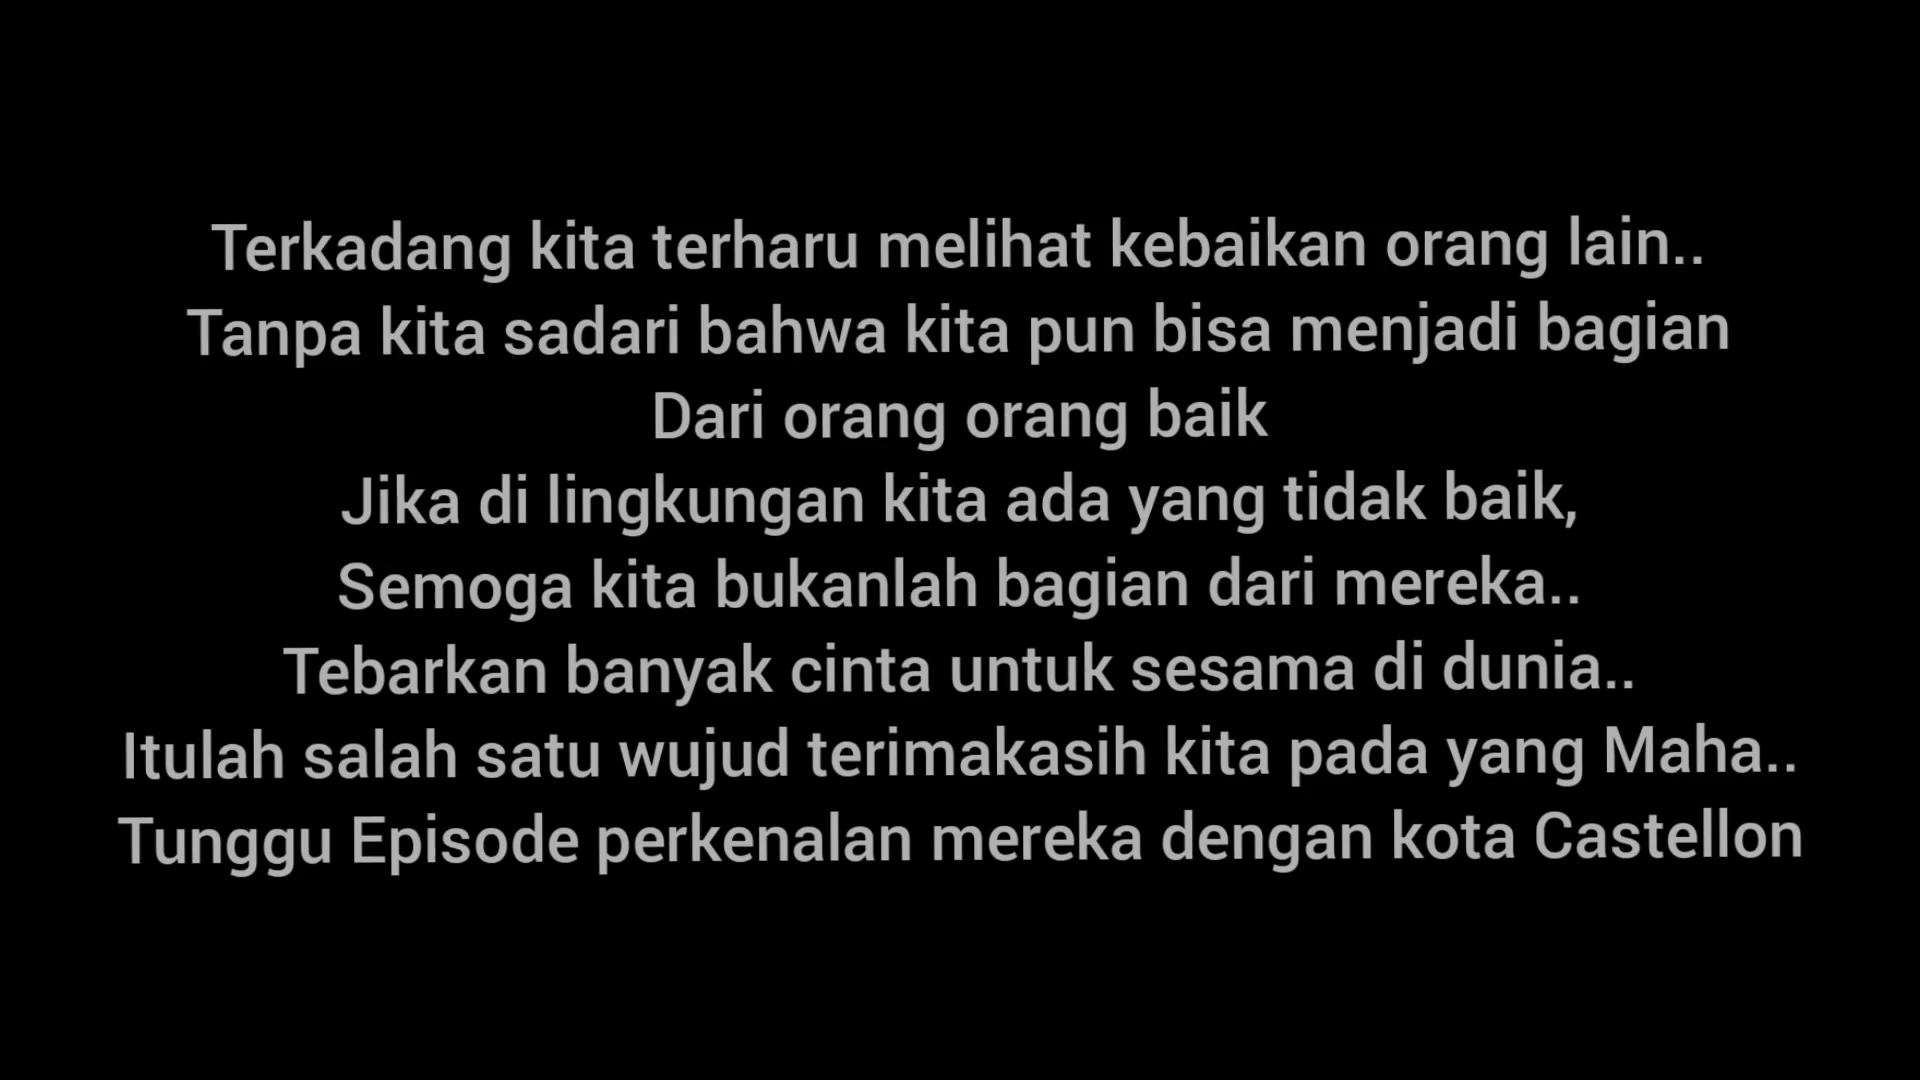 Terkadang kita terharu melihat kebaikan orang lain..
Tanpa kita sadari bahwa kita pun bisa menjadi bagian
Dari orang orang baik
Jika di lingkungan kita ada yang tidak baik,
Semoga kita bukanlah bagian dari mereka..
Tebarkan banyak cinta untuk sesama di dunia..
Itulah salah satu wujud terimakasih kita pada yang Maha..
Tunggu Episode perkenalan mereka dengan kota Castellon